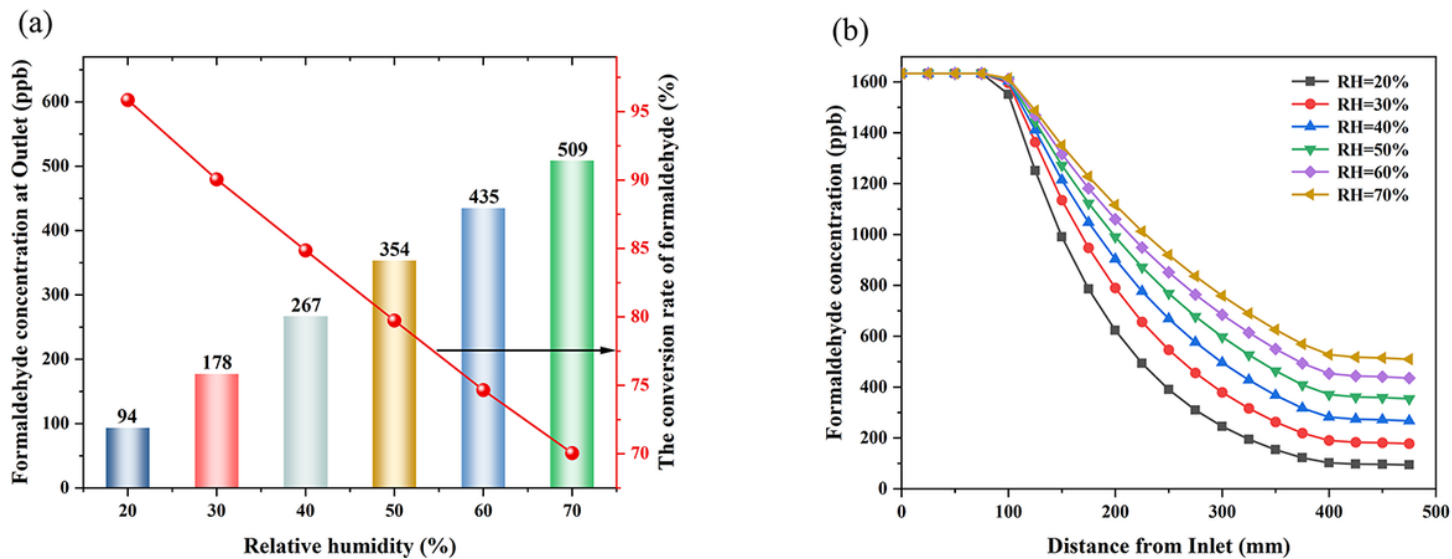 (a)
Formaldehyde concentration at Outlet (ppb)
600
500
400
300
200
100
0
94
178
267
354
435
509
95
90
85
80
75
70
The conversion rate of formaldehyde (%)
20 30 40 50 60 70
Relative humidity (%)
(b)
Formaldehyde concentration (ppb)
1600
1400
1200
1000
800
600
400
200
0
RH=20%
RH=30%
RH=40%
RH=50%
RH=60%
RH=70%
0 100 200 300 400 500
Distance from Inlet (mm)